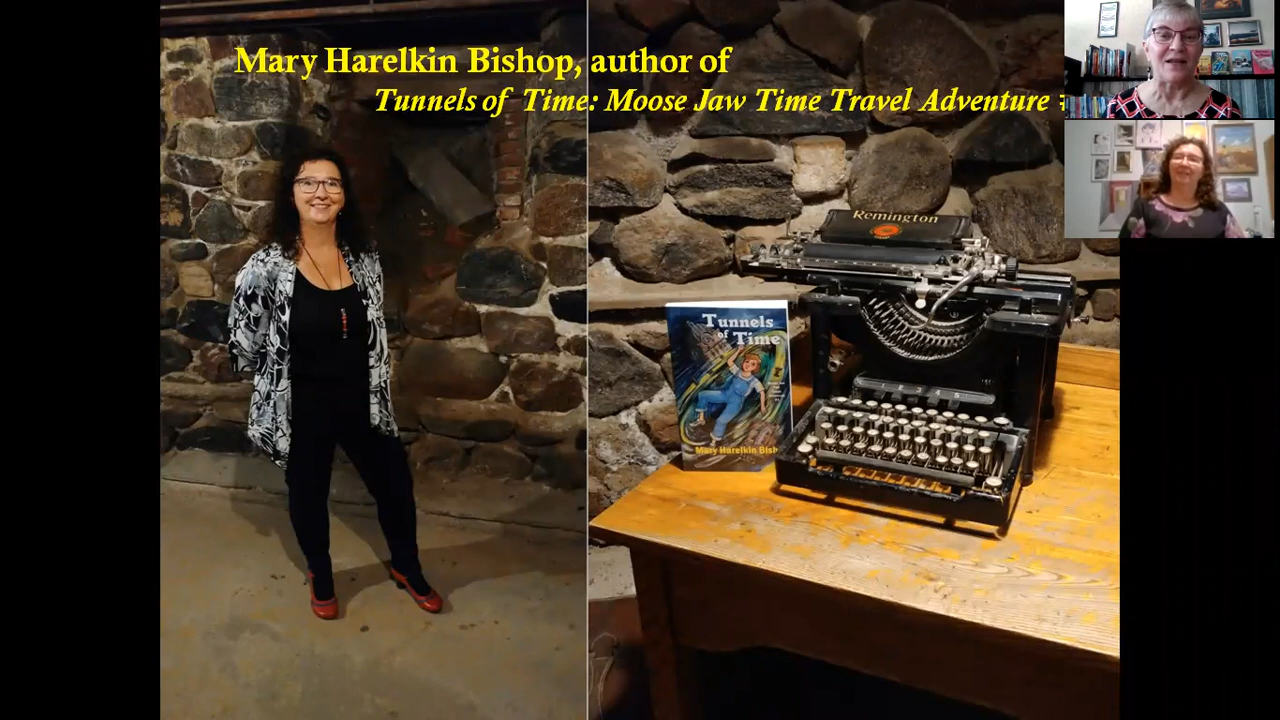 Mary Harelkin Bishop, author of
Tunnels of Time: Moose Jaw Time Travel Adventure
Remington
Tunnels
of Time
Mary Harelkin